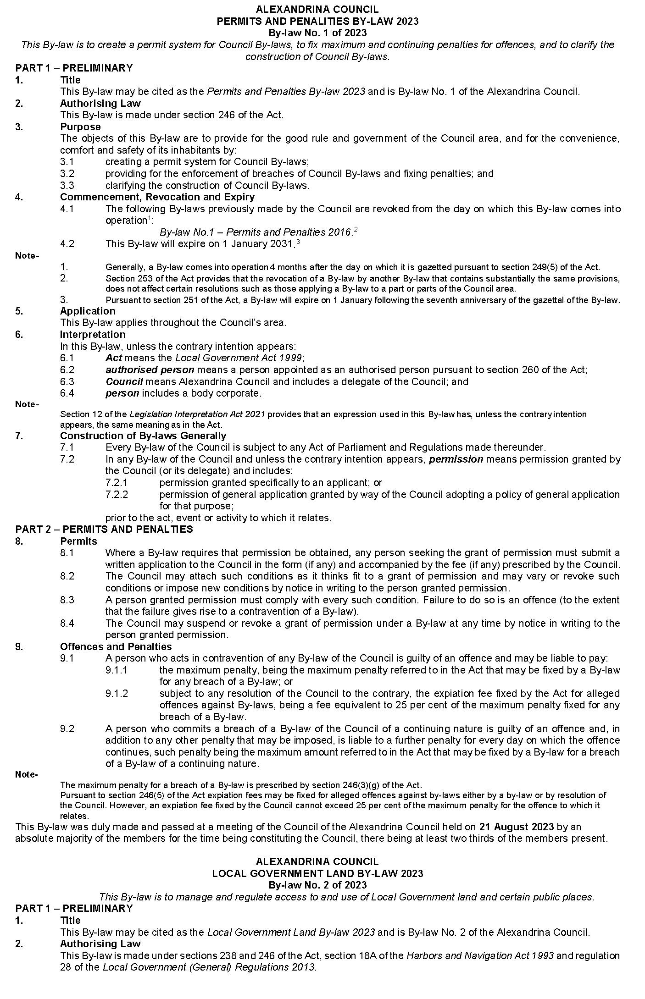 ALEXANDRINA COUNCIL
PERMITS AND PENALITIES BY-LAW 2023
By-law No. 1 of 2023
This By-law is to create a permit system for Council By-laws, to fix maximum and continuing penalties for offences, and to clarify the
construction of Council By-laws.
PART 1 – PRELIMINARY
1. Title
This By-law may be cited as the Permits and Penalties By-law 2023 and is By-law No. 1 of the Alexandrina Council.
2. Authorising Law
This By-law is made under section 246 of the Act.
3. Purpose
The objects of this By-law are to provide for the good rule and government of the Council area, and for the convenience,
comfort and safety of its inhabitants by:
3.1 creating a permit system for Council By-laws;
3.2 providing for the enforcement of breaches of Council By-laws and fixing penalties; and
3.3 clarifying the construction of Council By-laws.
4. Commencement, Revocation and Expiry
4.1 The following By-laws previously made by the Council are revoked from the day on which this By-law comes into
operation1:
By-law No.1 – Permits and Penalties 2016.2
4.2 This By-law will expire on 1 January 2031.3
Note-
1. Generally, a By-law comes into operation 4 months after the day on which it is gazetted pursuant to section 249(5) of the Act.
2. Section 253 of the Act provides that the revocation of a By-law by another By-law that contains substantially the same provisions,
does not affect certain resolutions such as those applying a By-law to a part or parts of the Council area.
3. Pursuant to section 251 of the Act, a By-law will expire on 1 January following the seventh anniversary of the gazettal of the By-law.
5. Application
This By-law applies throughout the Council’s area.
6. Interpretation
In this By-law, unless the contrary intention appears:
6.1 Act means the Local Government Act 1999;
6.2 authorised person means a person appointed as an authorised person pursuant to section 260 of the Act;
6.3 Council means Alexandrina Council and includes a delegate of the Council; and
6.4 person includes a body corporate.
Note-
Section 12 of the Legislation Interpretation Act 2021 provides that an expression used in this By-law has, unless the contrary intention
appears, the same meaning as in the Act.
7. Construction of By-laws Generally
7.1 Every By-law of the Council is subject to any Act of Parliament and Regulations made thereunder.
7.2 In any By-law of the Council and unless the contrary intention appears, permission means permission granted by
the Council (or its delegate) and includes:
7.2.1 permission granted specifically to an applicant; or
7.2.2 permission of general application granted by way of the Council adopting a policy of general application
for that purpose;
prior to the act, event or activity to which it relates.
PART 2 – PERMITS AND PENALTIES
8. Permits
8.1 Where a By-law requires that permission be obtained, any person seeking the grant of permission must submit a
written application to the Council in the form (if any) and accompanied by the fee (if any) prescribed by the Council.
8.2 The Council may attach such conditions as it thinks fit to a grant of permission and may vary or revoke such
conditions or impose new conditions by notice in writing to the person granted permission.
8.3 A person granted permission must comply with every such condition. Failure to do so is an offence (to the extent
that the failure gives rise to a contravention of a By-law).
8.4 The Council may suspend or revoke a grant of permission under a By-law at any time by notice in writing to the
person granted permission.
9. Offences and Penalties
9.1 A person who acts in contravention of any By-law of the Council is guilty of an offence and may be liable to pay:
9.1.1 the maximum penalty, being the maximum penalty referred to in the Act that may be fixed by a By-law
for any breach of a By-law; or
9.1.2 subject to any resolution of the Council to the contrary, the expiation fee fixed by the Act for alleged
offences against By-laws, being a fee equivalent to 25 per cent of the maximum penalty fixed for any
breach of a By-law.
9.2 A person who commits a breach of a By-law of the Council of a continuing nature is guilty of an offence and, in
addition to any other penalty that may be imposed, is liable to a further penalty for every day on which the offence
continues, such penalty being the maximum amount referred to in the Act that may be fixed by a By-law for a breach
of a By-law of a continuing nature.
Note-
The maximum penalty for a breach of a By-law is prescribed by section 246(3)(g) of the Act.
Pursuant to section 246(5) of the Act expiation fees may be fixed for alleged offences against by-laws either by a by-law or by resolution of
the Council. However, an expiation fee fixed by the Council cannot exceed 25 per cent of the maximum penalty for the offence to which it
relates.
This By-law was duly made and passed at a meeting of the Council of the Alexandrina Council held on 21 August 2023 by an
absolute majority of the members for the time being constituting the Council, there being at least two thirds of the members present.
ALEXANDRINA COUNCIL
LOCAL GOVERNMENT LAND BY-LAW 2023
By-law No. 2 of 2023
This By-law is to manage and regulate access to and use of Local Government land and certain public places.
PART 1 – PRELIMINARY
1. Title
This By-law may be cited as the Local Government Land By-law 2023 and is By-law No. 2 of the Alexandrina Council.
2. Authorising Law
This By-law is made under sections 238 and 246 of the Act, section 18A of the Harbors and Navigation Act 1993 and regulation
28 of the Local Government (General) Regulations 2013.